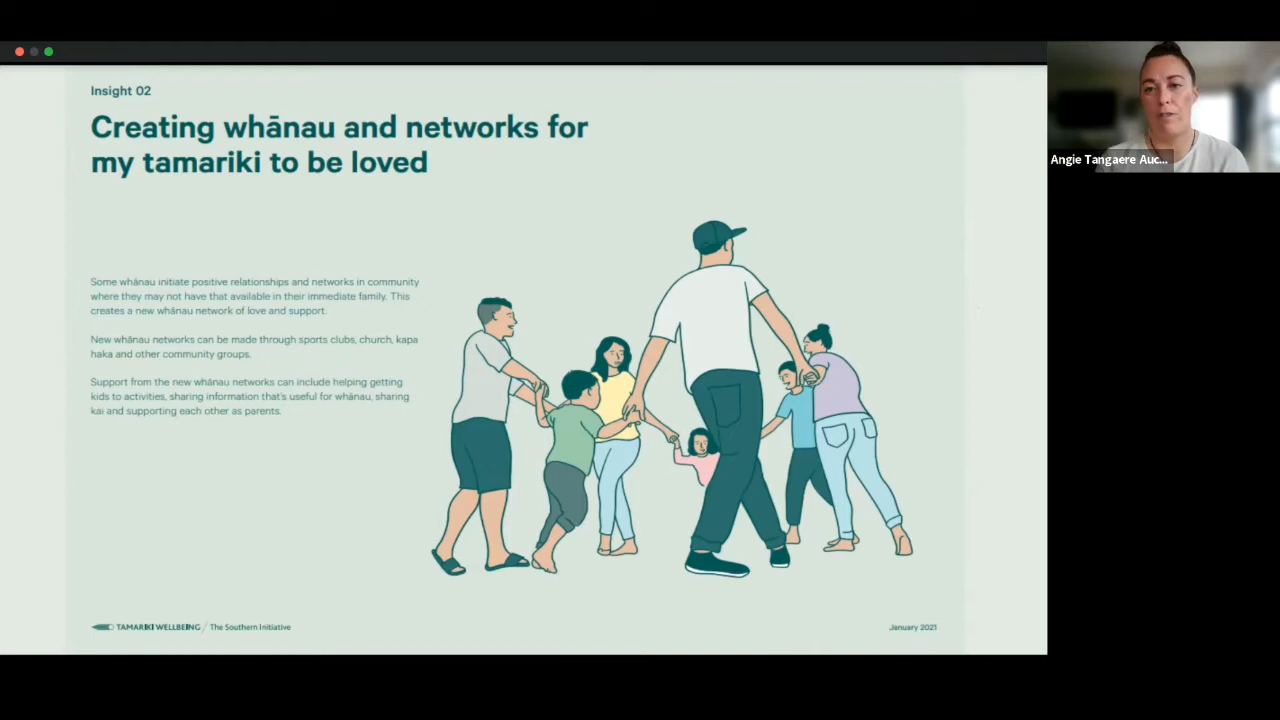 Insight 02
Creating whānau and networks for
my tamariki to be loved
Some whānau initiate positive relationships and networks in community
where they may not have that available in their immediate family. This
creates a new whānau network of love and support.
New whānau networks can be made through sports clubs, church, kapa
haka and other community groups.
Support from the new whānau networks can include helping getting
kids to activities, sharing information that's useful for whānau, sharing
kai and supporting each other as parents.
TAMARIKI WELLBEING / The Southern Initiative
January 2021
Angie Tangaere Auc...